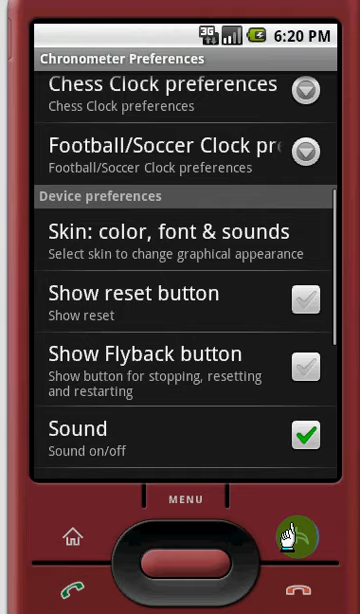 3G 6:20 PM
Chronometer Preferences
Chess Clock preferences
Chess Clock preferences
Football/Soccer Clock pr
Football/Soccer Clock preferences
Device preferences
Skin: color, font & sounds
Select skin to change graphical appearance
Show reset button
Show reset
Show Flyback button
Show button for stopping, resetting
and restarting
Sound
Sound on/off
MENU